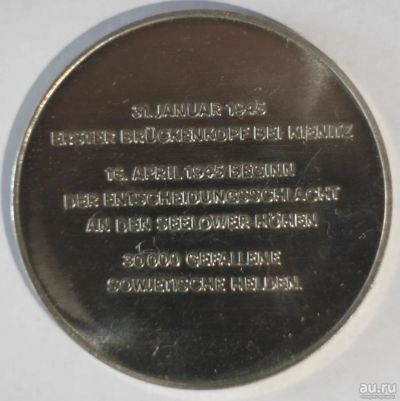 31. JANUAR 1945
ERSTER BRÜCKENKOPF BEI KIENITZ
16. APRIL 1945 BEGINN
DER ENTSCHEIDUNGSSCHLACHT
AN DEN SEELOWER HÖHEN
30000 GEFALLENE
SOWJETISCHE HELDEN.
au.ru